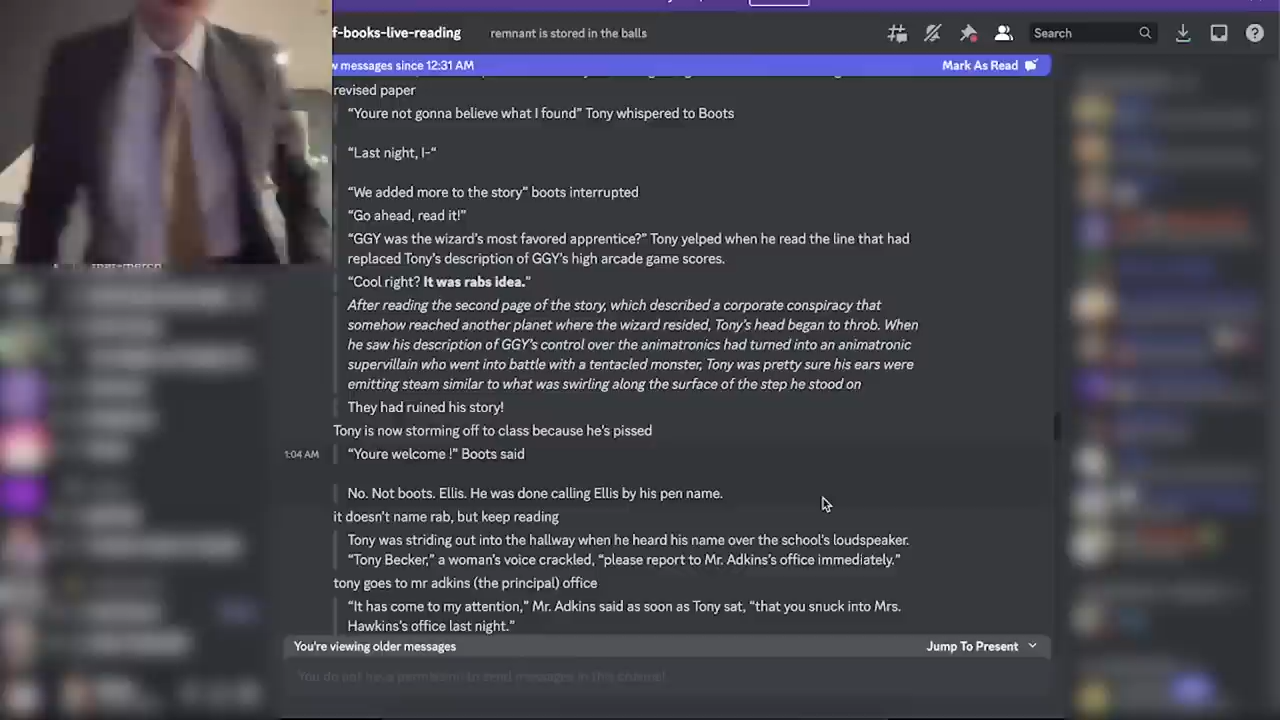 f-books-live-reading
remnant is stored in the balls
Search
w messages since 12:31 AM
Mark As Read
revised paper
“Youre not gonna believe what I found” Tony whispered to Boots
“Last night, I-“
“We added more to the story” boots interrupted
“Go ahead, read it!”
“GGY was the wizard’s most favored apprentice?” Tony yelped when he read the line that had
replaced Tony’s description of GGY’s high arcade game scores.
“Cool right? It was rabs idea.”
After reading the second page of the story, which described a corporate conspiracy that
somehow reached another planet where the wizard resided, Tony’s head began to throb. When
he saw his description of GGY’s control over the animatronics had turned into an animatronic
supervillain who went into battle with a tentacled monster, Tony was pretty sure his ears were
emitting steam similar to what was swirling along the surface of the step he stood on
They had ruined his story!
Tony is now storming off to class because he's pissed
1:04 AM
“Youre welcome !” Boots said
No. Not boots. Ellis. He was done calling Ellis by his pen name.
it doesn’t name rab, but keep reading
Tony was striding out into the hallway when he heard his name over the school’s loudspeaker.
“Tony Becker,” a woman’s voice crackled, “please report to Mr. Adkins’s office immediately.”
tony goes to mr adkins (the principal) office
“It has come to my attention,” Mr. Adkins said as soon as Tony sat, “that you snuck into Mrs.
Hawkins’s office last night.”
You're viewing older messages
Jump To Present
You do not have permission to send messages in this channel.